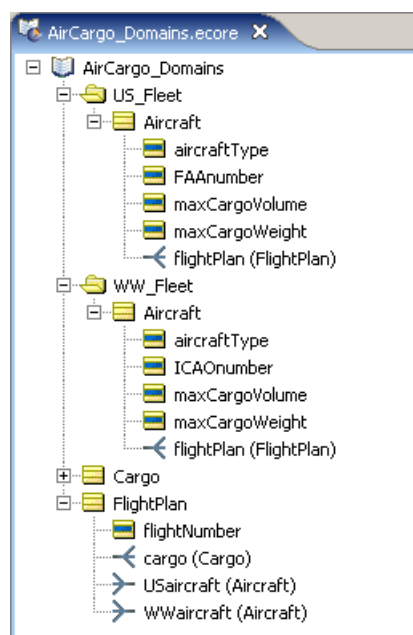 AirCargo_Domains.ecore
AirCargo_Domains
US_Fleet
Aircraft
aircraftType
FAAnumber
maxCargoVolume
maxCargoWeight
flightPlan (FlightPlan)
WW_Fleet
Aircraft
aircraftType
ICAOnumber
maxCargoVolume
maxCargoWeight
flightPlan (FlightPlan)
Cargo
FlightPlan
flightNumber
cargo (Cargo)
USaircraft (Aircraft)
WWaircraft (Aircraft)